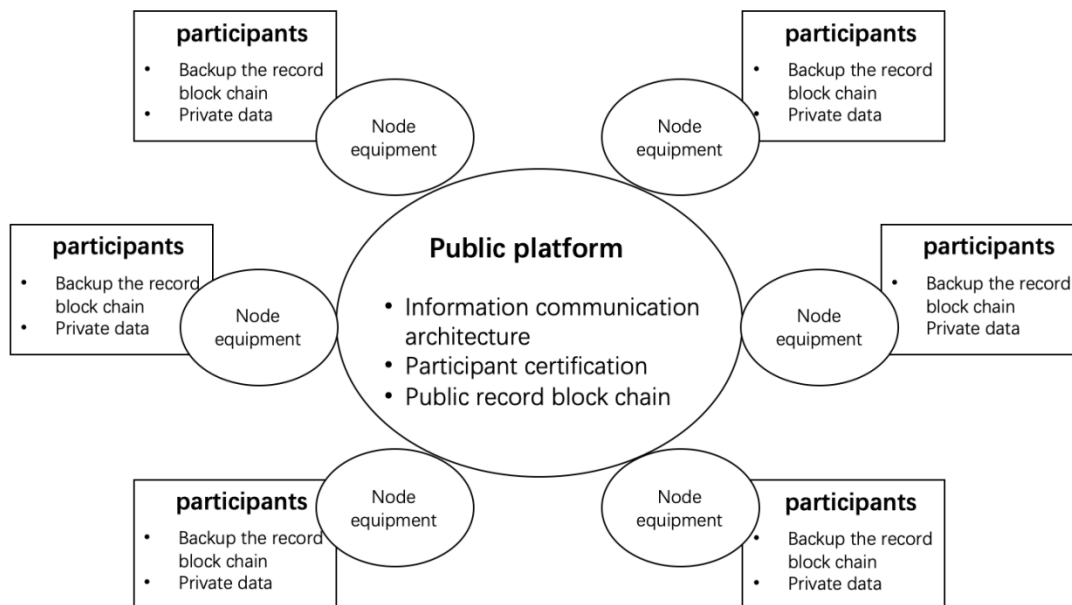 participants
• Backup the record
block chain
• Private data
Node
equipment
participants
• Backup the record
block chain
• Private data
Node
equipment
participants
• Backup the record
block chain
• Private data
Node
equipment
Public platform
• Information communication
architecture
• Participant certification
• Public record block chain
Node
equipment
participants
• Backup the record
block chain
Private data
participants
• Backup the record
block chain
• Private data
Node
equipment
Node
equipment
participants
• Backup the record
block chain
• Private data